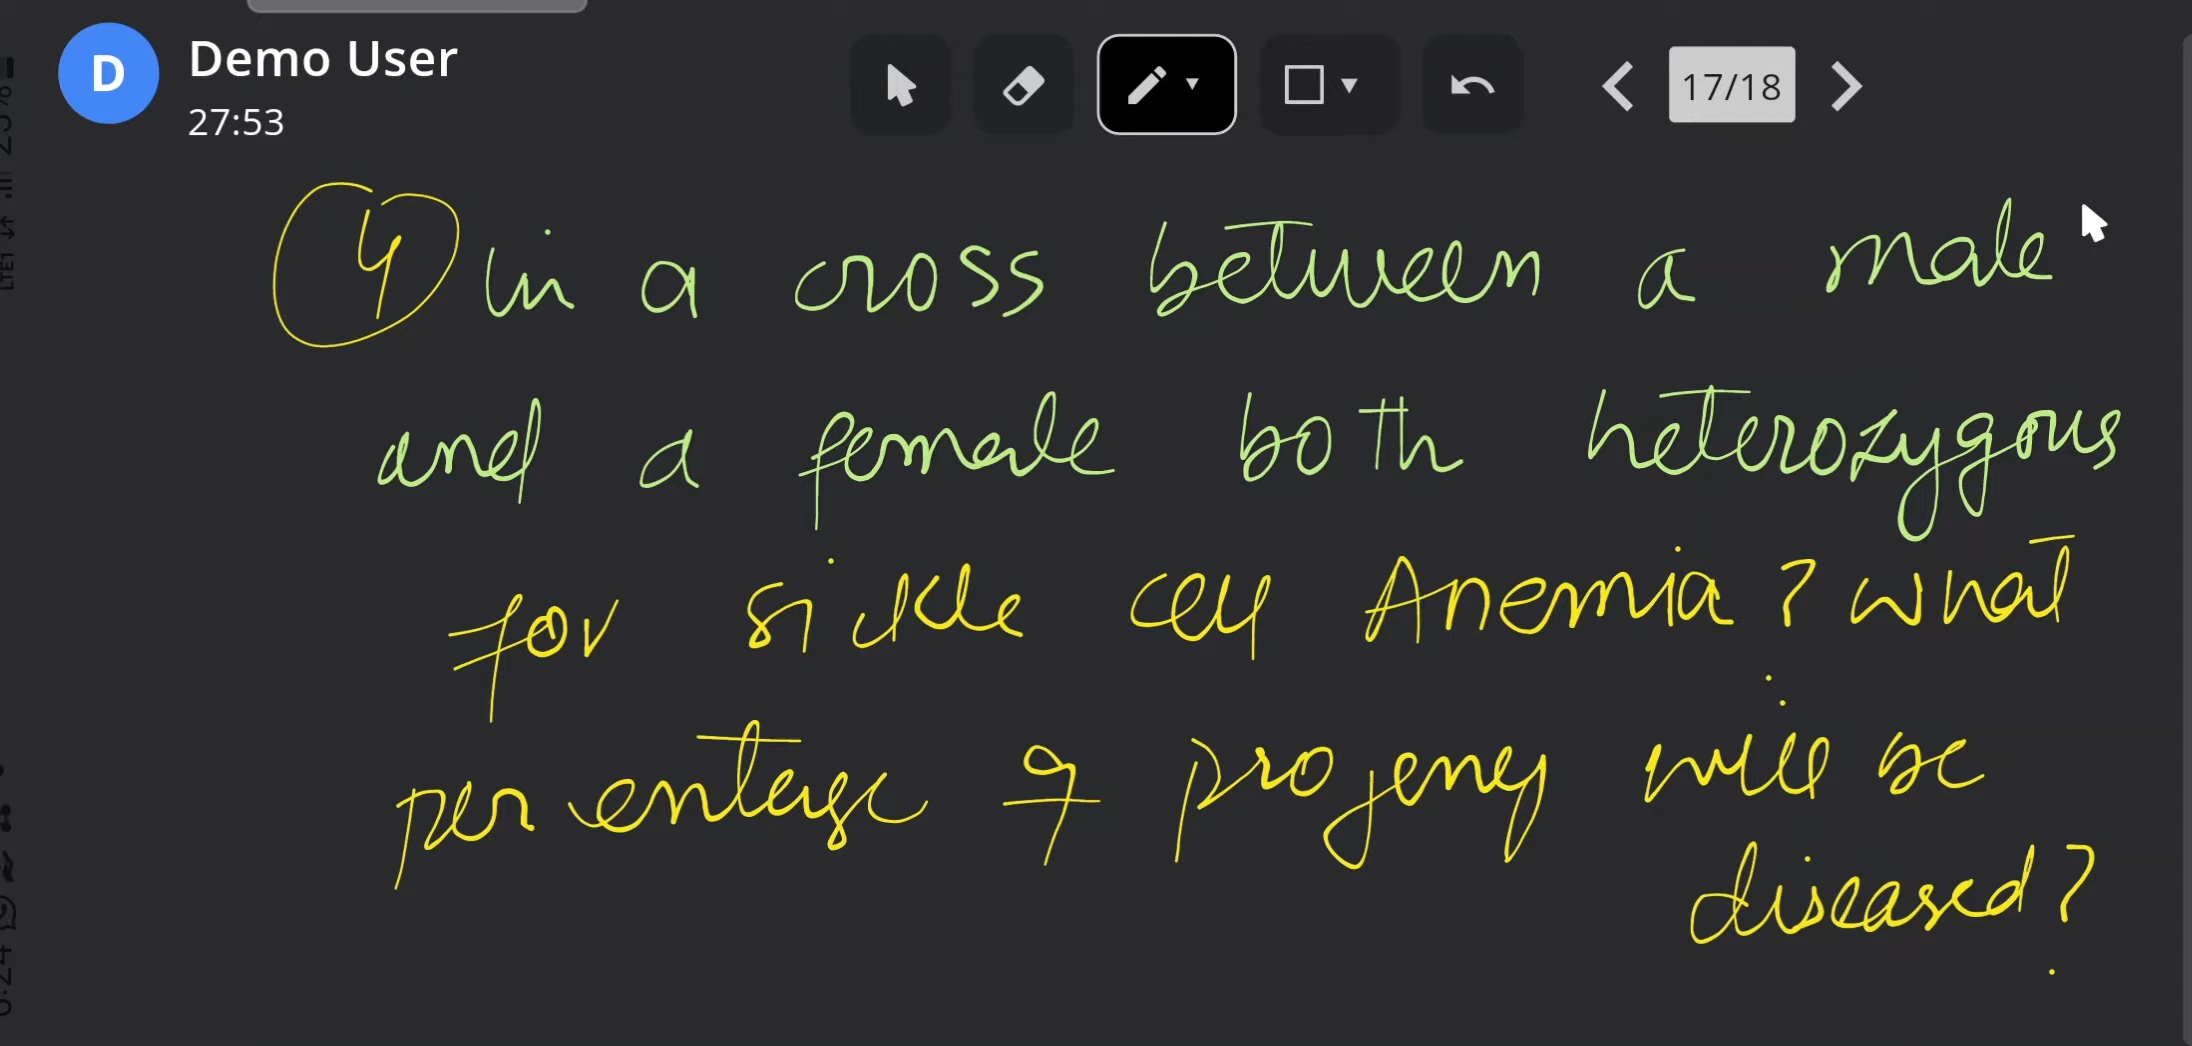 Demo User
27:53
17/18
D
4 in a cross between a male
and a female both heterozygous
for sickle cell Anemia? what
percentage of progeny will be
diseased?